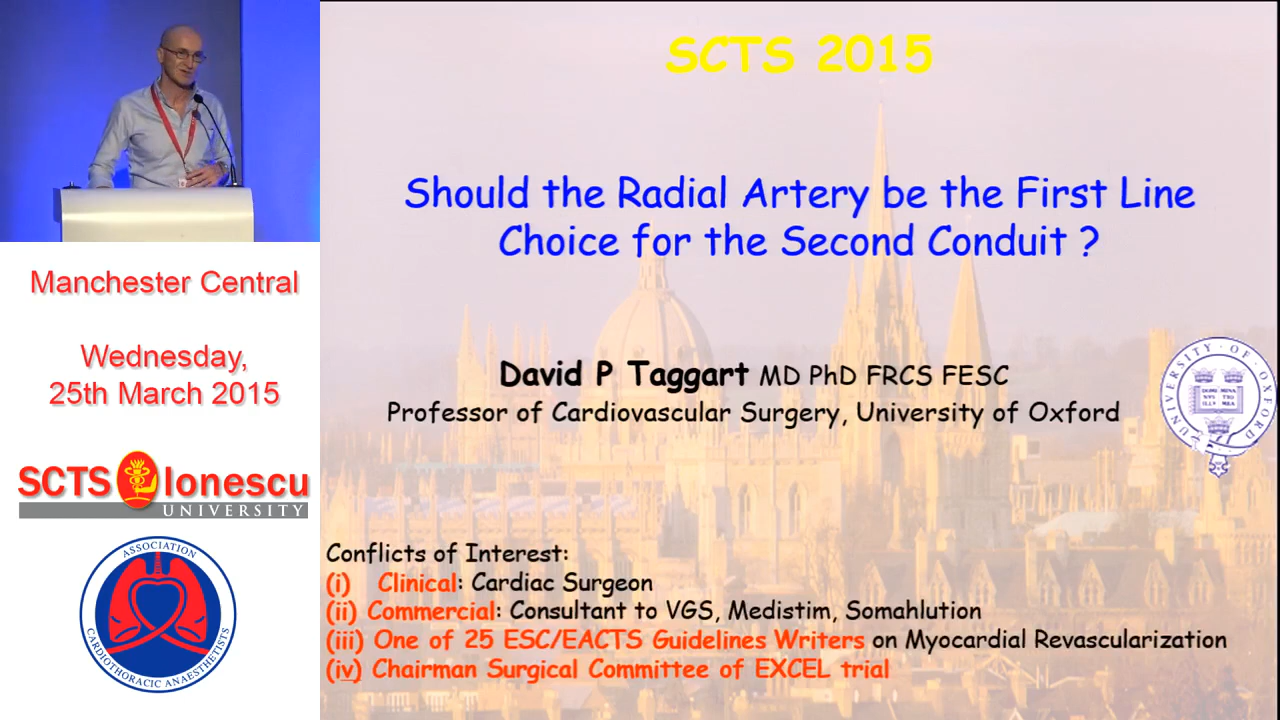 SCTS 2015
Should the Radial Artery be the First Line
Choice for the Second Conduit ?
David P Taggart MD PhD FRCS FESC
Professor of Cardiovascular Surgery, University of Oxford
UNIVERSITY · OF · OXFORD
Conflicts of Interest:
(i) Clinical: Cardiac Surgeon
(ii) Commercial: Consultant to VGS, Medistim, Somahlution
(iii) One of 25 ESC/EACTS Guidelines Writers on Myocardial Revascularization
(iv) Chairman Surgical Committee of EXCEL trial
Manchester Central
Wednesday,
25th March 2015
SCTS Ionescu
UNIVERSITY
ASSOCIATION
CARDIOTHORACIC ANAESTHETISTS